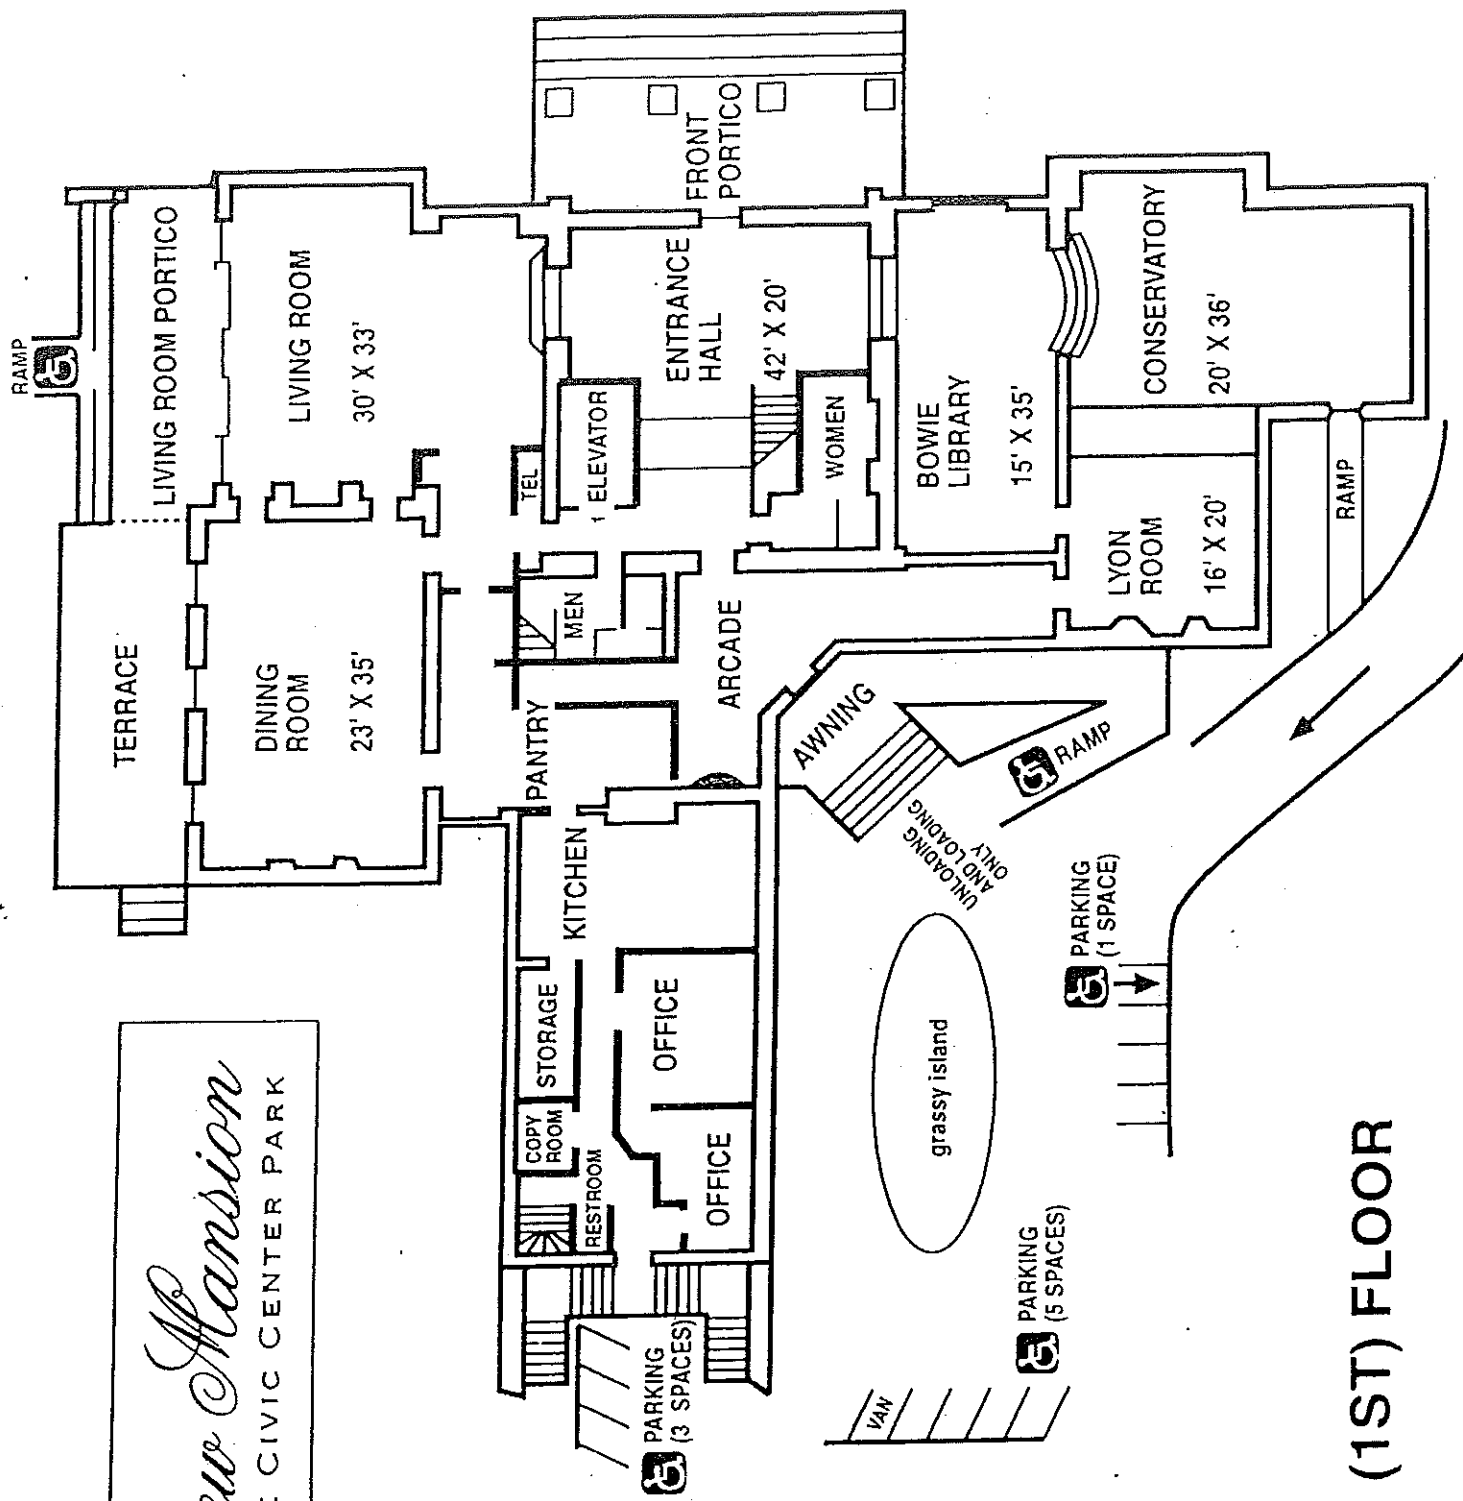 ew Mansion
CIVIC CENTER PARK
(1ST) FLOOR
TERRACE
LIVING ROOM PORTICO
RAMP
DINING
ROOM
23' X 35'
LIVING ROOM
30' X 33'
PANTRY
MEN
TEL
ELEVATOR
ENTRANCE
HALL
42' X 20'
FRONT
PORTICO
KITCHEN
STORAGE
COPY
ROOM
RESTROOM
OFFICE
OFFICE
ARCADE
WOMEN
BOWIE
LIBRARY
15' X 35'
LYON
ROOM
16' X 20'
CONSERVATORY
20' X 36'
RAMP
AWNING
RAMP
UNLOADING
AND LOADING
ONLY
grassy island
PARKING
(1 SPACE)
PARKING
(5 SPACES)
VAN
PARKING
(3 SPACES)